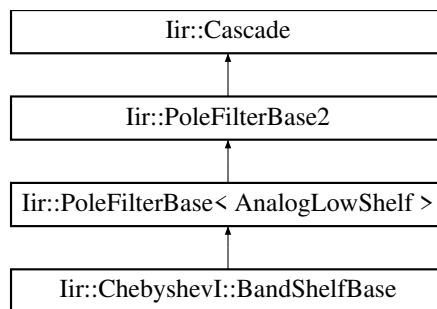 Iir::Cascade
Iir::PoleFilterBase2
Iir::PoleFilterBase< AnalogLowShelf >
Iir::ChebyshevI::BandShelfBase